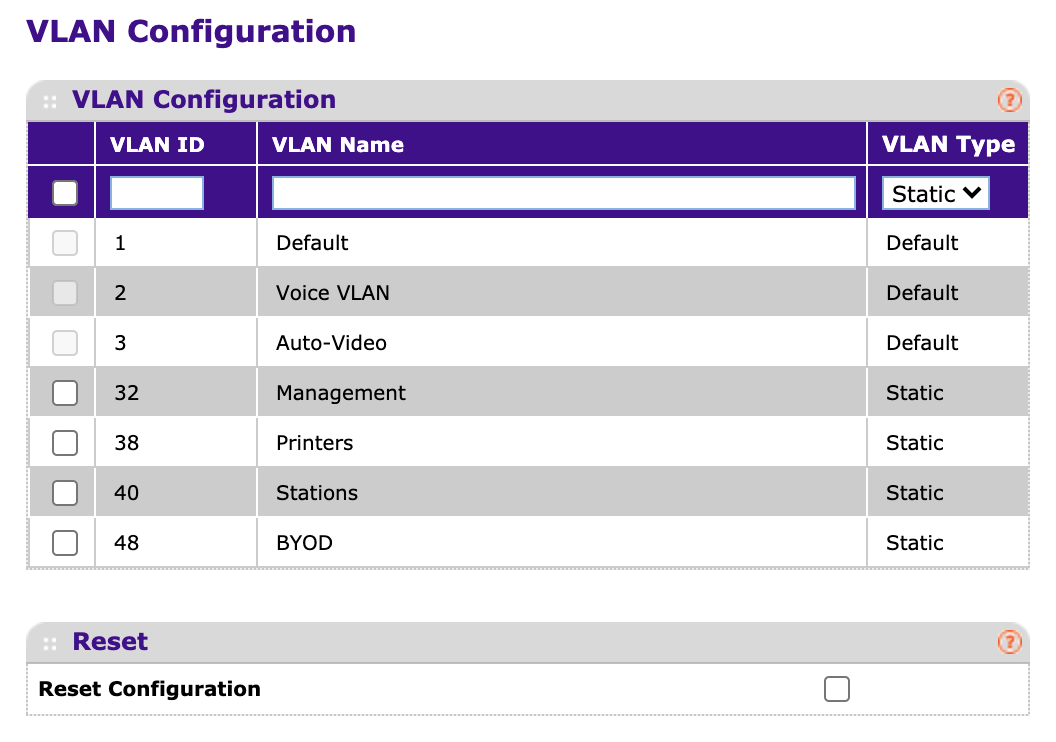 VLAN Configuration
VLAN Configuration ?
VLAN ID VLAN Name VLAN Type
Static
1 Default Default
2 Voice VLAN Default
3 Auto-Video Default
32 Management Static
38 Printers Static
40 Stations Static
48 BYOD Static
Reset ?
Reset Configuration